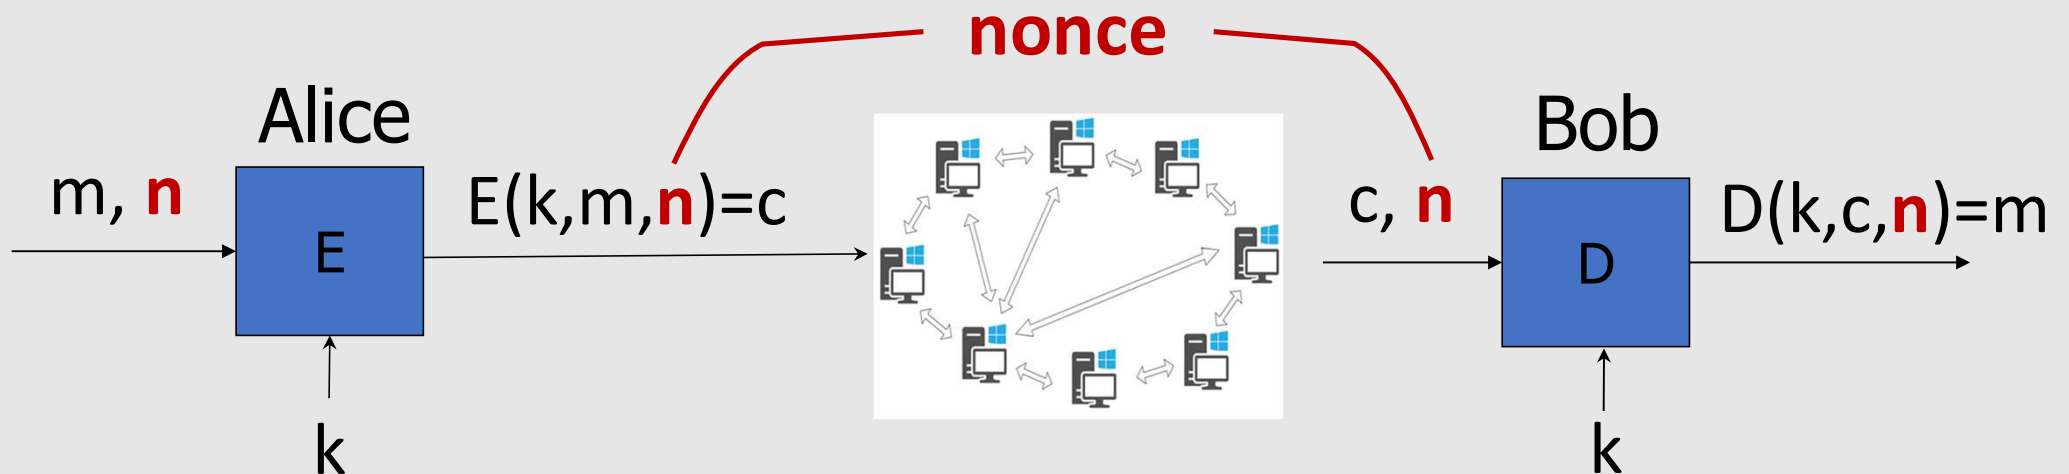 nonce
Alice
Bob
m, n
E(k,m,n)=c
c, n
D(k,c,n)=m
E
D
k
k